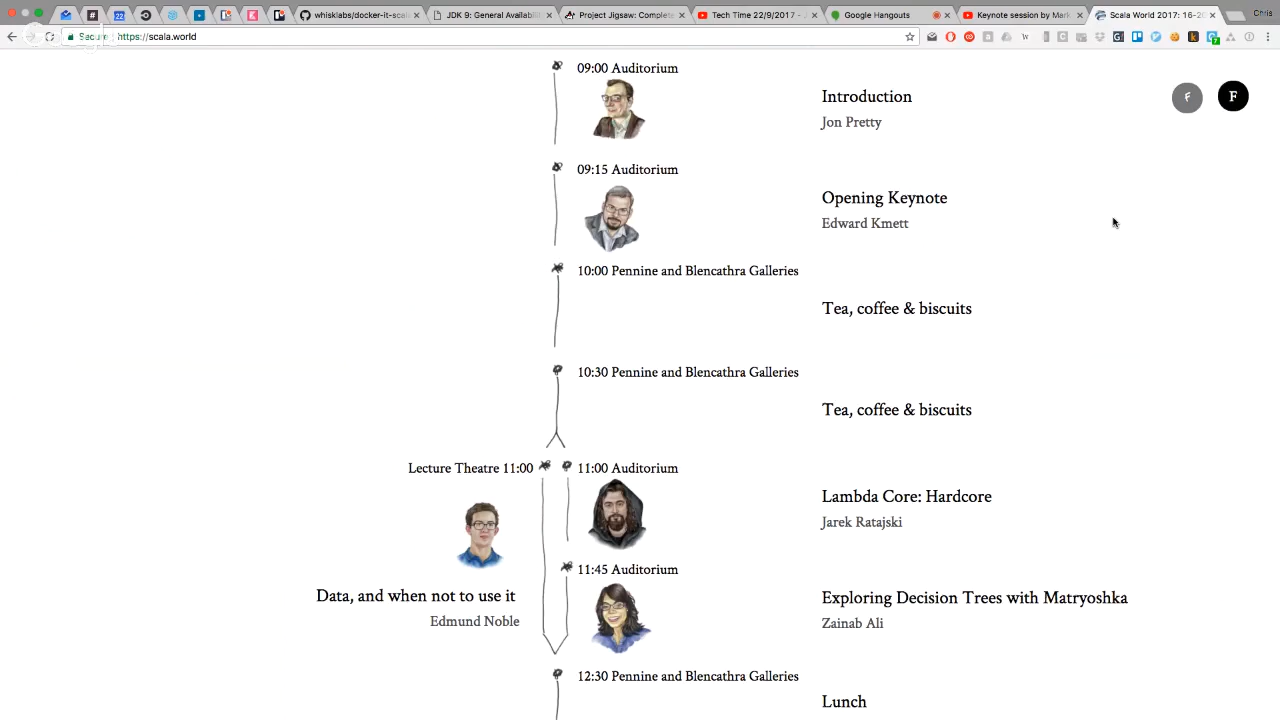 whisklabs/docker-it-scal
JDK 9: General Availabil
Project Jigsaw: Complete
Tech Time 22/9/2017 -
Google Hangouts
Keynote session by Mark
Scala World 2017: 16-20
Chris
Secure
https://scala.world
09:00 Auditorium
Introduction
Jon Pretty
F
F
09:15 Auditorium
Opening Keynote
Edward Kmett
10:00 Pennine and Blencathra Galleries
Tea, coffee & biscuits
10:30 Pennine and Blencathra Galleries
Tea, coffee & biscuits
Lecture Theatre 11:00
11:00 Auditorium
Lambda Core: Hardcore
Jarek Ratajski
11:45 Auditorium
Data, and when not to use it
Edmund Noble
Exploring Decision Trees with Matryoshka
Zainab Ali
12:30 Pennine and Blencathra Galleries
Lunch